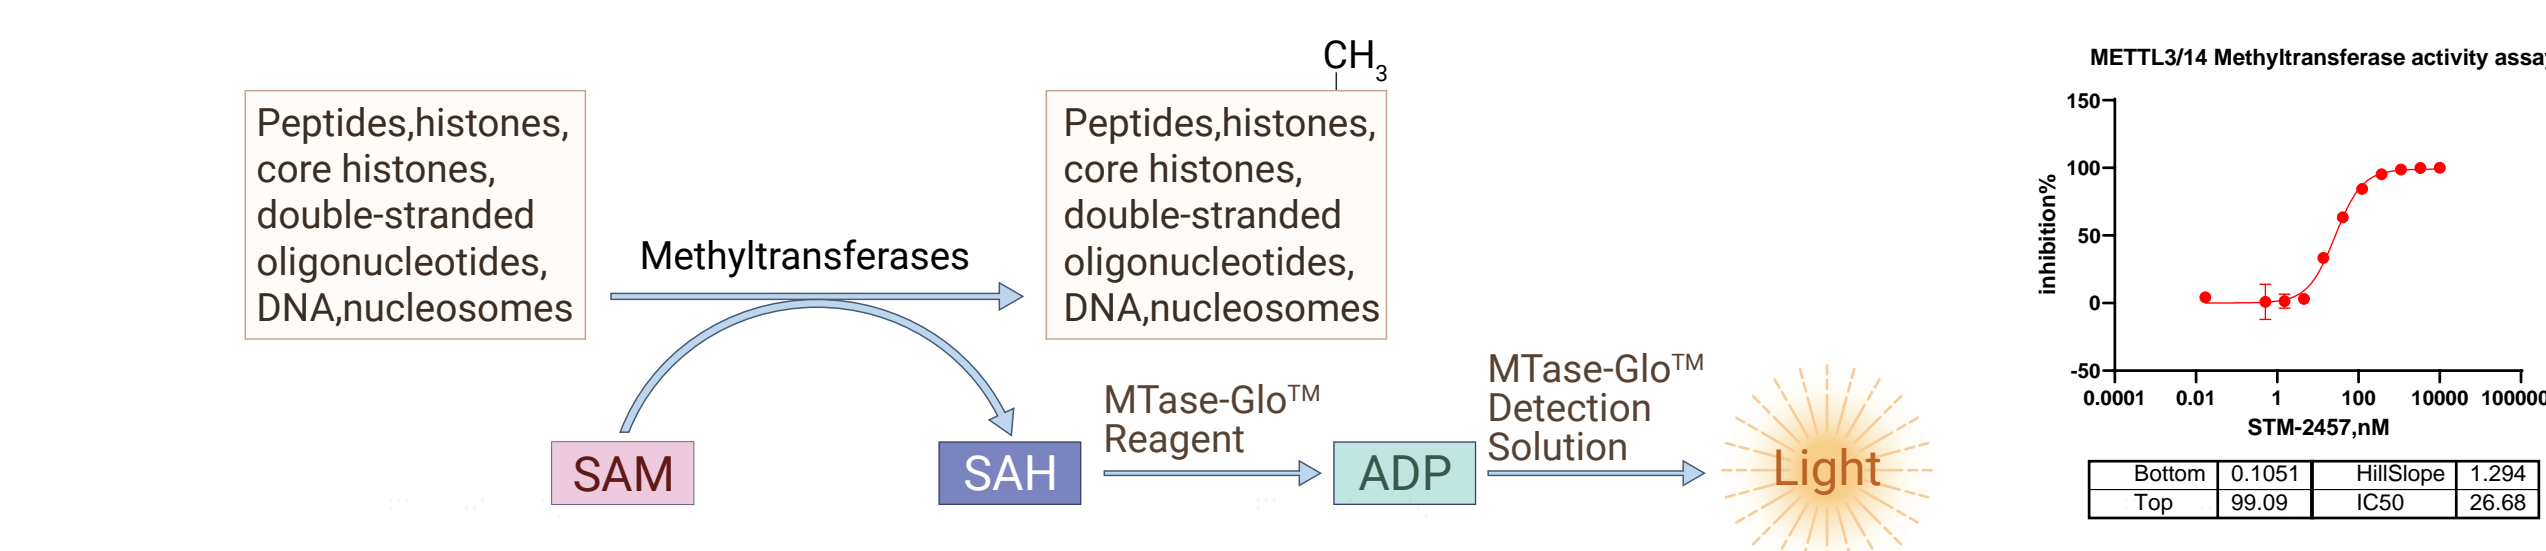 CH3
Peptides,histones,
core histones,
double-stranded
oligonucleotides,
DNA,nucleosomes
Methyltransferases
Peptides,histones,
core histones,
double-stranded
oligonucleotides,
DNA,nucleosomes
SAM
SAH
MTase-Glo™
Reagent
ADP
MTase-Glo™
Detection
Solution
Light
METTL3/14 Methyltransferase activity assay
150
100
50
0
-50
inhibition%
0.0001 0.01 1 100 10000 100000
STM-2457,nM
Bottom 0.1051 HillSlope 1.294
Top 99.09 IC50 26.68